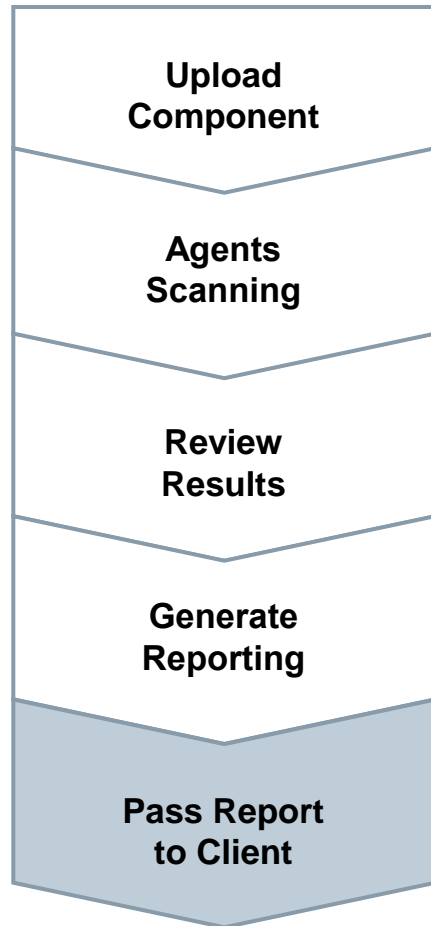 Upload
Component
Agents
Scanning
Review
Results
Generate
Reporting
Pass Report
to Client